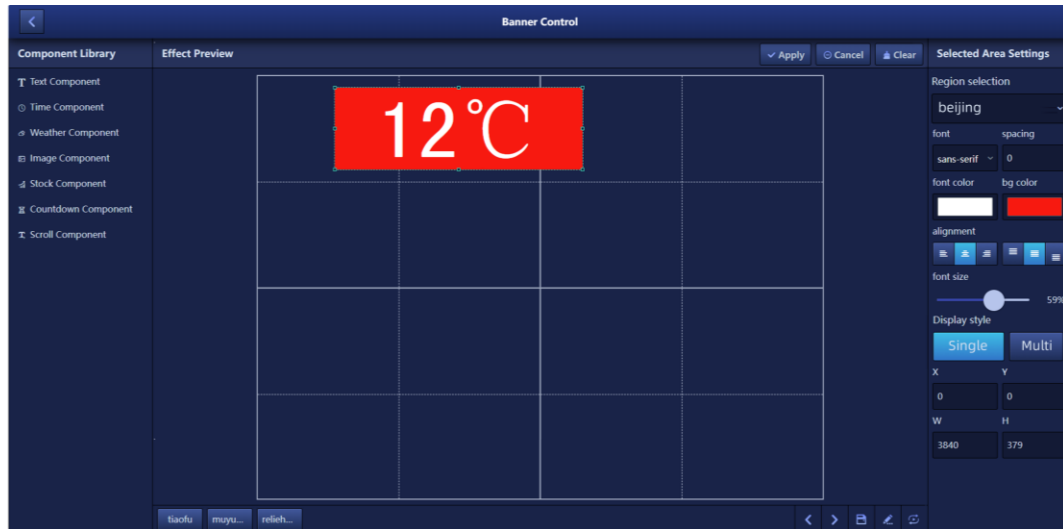 Banner Control
Component Library
Effect Preview
Apply
Cancel
Clear
Selected Area Settings
Text Component
Time Component
Weather Component
Image Component
Stock Component
Countdown Component
Scroll Component
12℃
Region selection
beijing
font
spacing
sans-serif
0
font color
bg color
alignment
font size
59%
Display style
Single
Multi
X
Y
0
0
W
H
3840
379
tiaofu
muyu...
relieh...